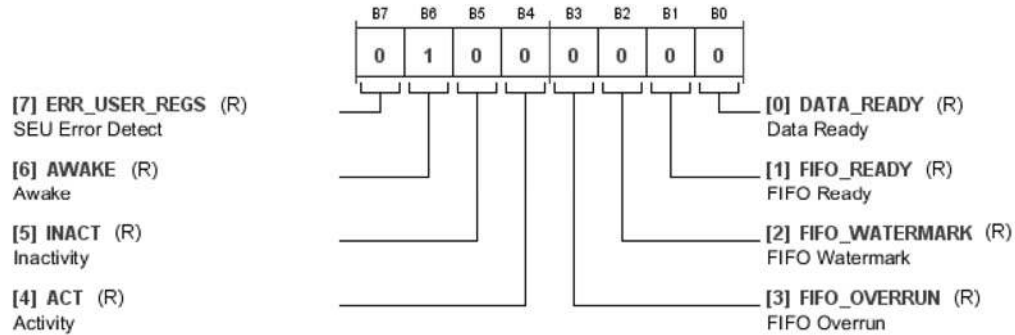 B7 B6 B5 B4 B3 B2 B1 B0
0 1 0 0 0 0 0 0
[7] ERR_USER_REGS (R)
SEU Error Detect
[6] AWAKE (R)
Awake
[5] INACT (R)
Inactivity
[4] ACT (R)
Activity
[0] DATA_READY (R)
Data Ready
[1] FIFO_READY (R)
FIFO Ready
[2] FIFO_WATERMARK (R)
FIFO Watermark
[3] FIFO_OVERRUN (R)
FIFO Overrun